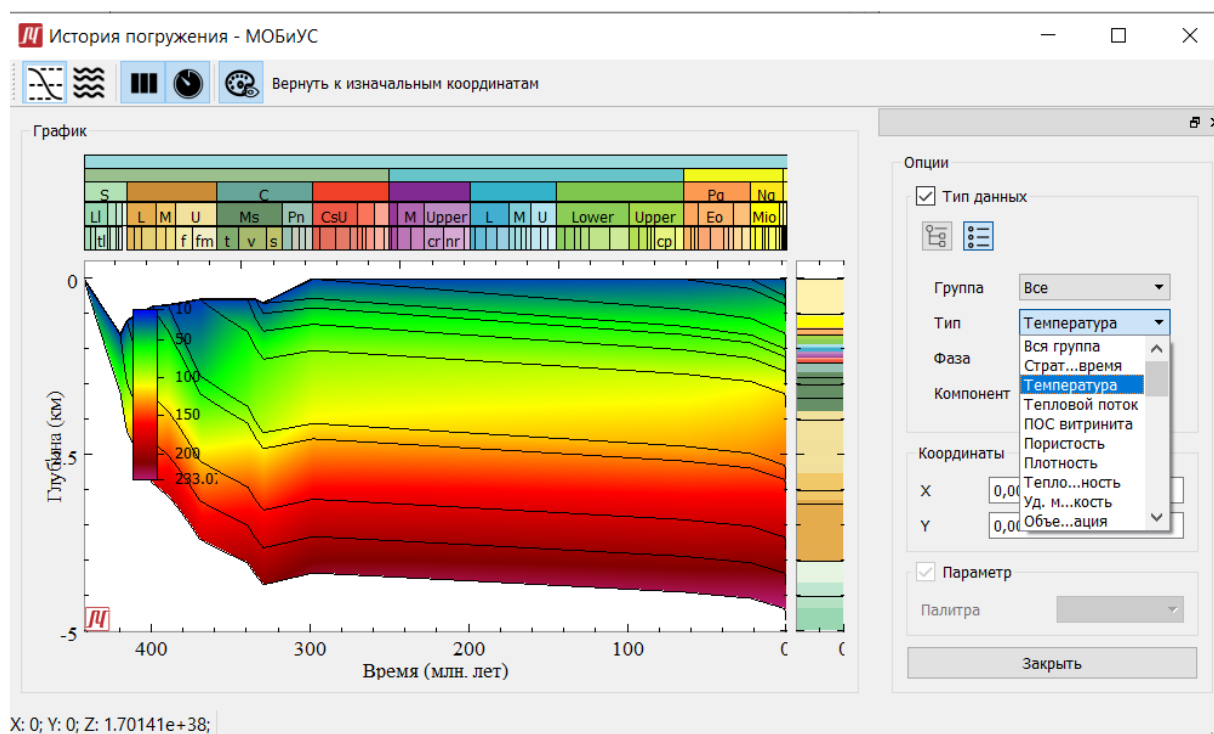 История погружения - МОБиУС
Вернуть к изначальным координатам
График
S C Pg Ng
Ll L M U Ms Pn CsU M Upper L M U Lower Upper Eo Mio
tl f fm t v s cr nr cp
0
10
50
100
150
200
233.0
-5
Глубина (км)
400 300 200 100
Время (млн. лет)
Опции
Тип данных
Группа Все
Тип Температура
Фаза
Компонент
Вся группа
Страт...время
Температура
Тепловой поток
ПОС витринита
Пористость
Плотность
Тепло...ность
Уд. м...кость
Объе...ация
Координаты
X 0,00
Y 0,00
Параметр
Палитра
Закрыть
X: 0; Y: 0; Z: 1.70141e+38;